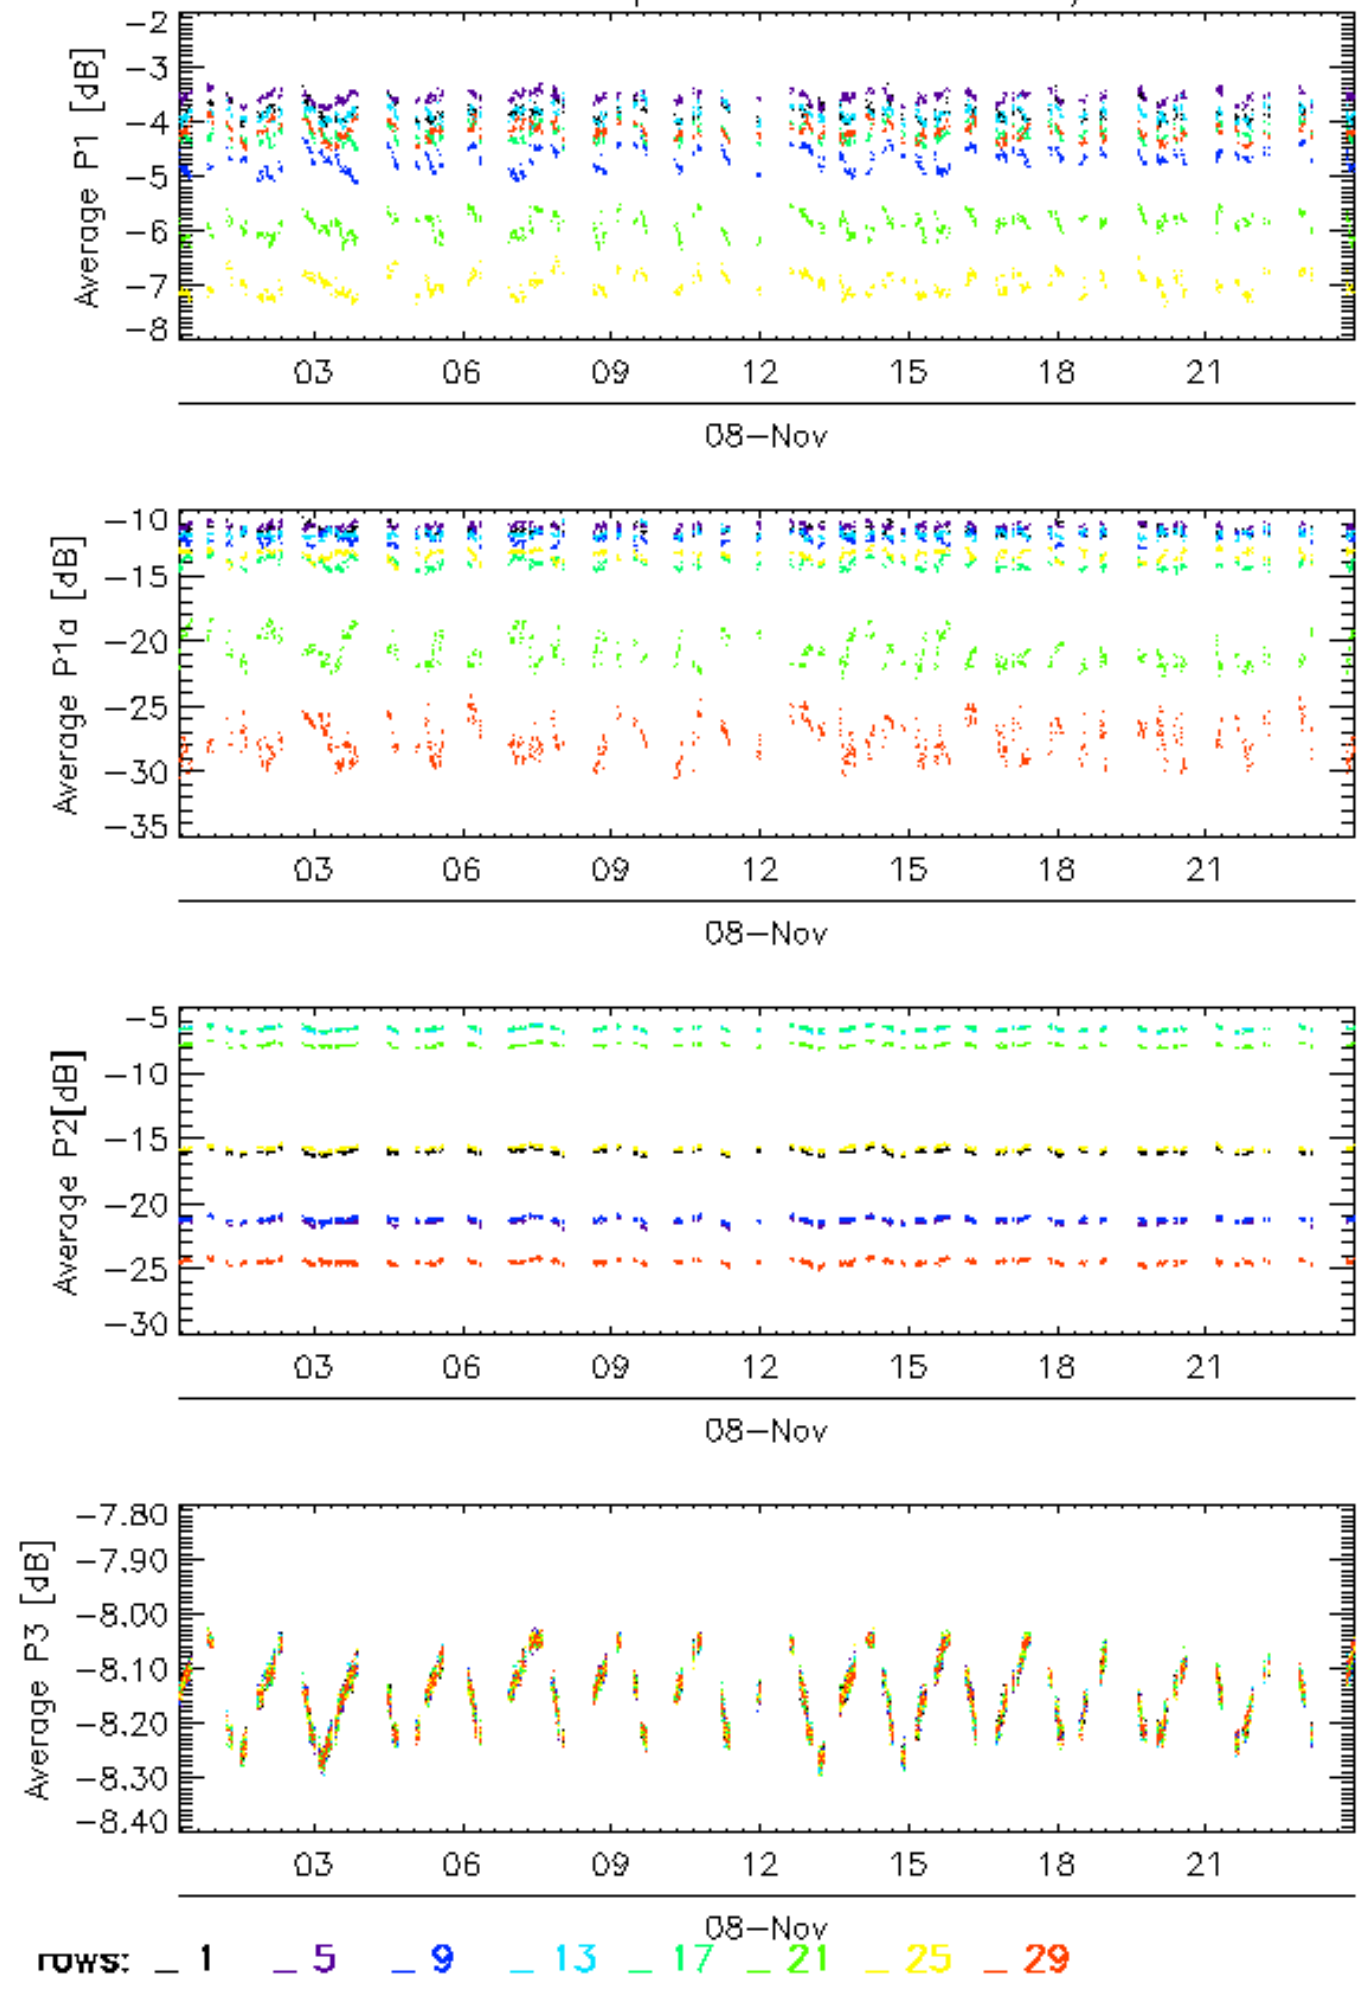 Average P1 [dB]
−2
−3
−4
−5
−6
−7
−8
03 06 09 12 15 18 21
08−Nov
Average P1a [dB]
−10
−15
−20
−25
−30
−35
03 06 09 12 15 18 21
08−Nov
Average P2[dB]
−5
−10
−15
−20
−25
−30
03 06 09 12 15 18 21
08−Nov
Average P3 [dB]
−7.80
−7.90
−8.00
−8.10
−8.20
−8.30
−8.40
03 06 09 12 15 18 21
08−Nov
rows: _ 1 _ 5 _ 9 _ 13 _ 17 _ 21 _ 25 _ 29